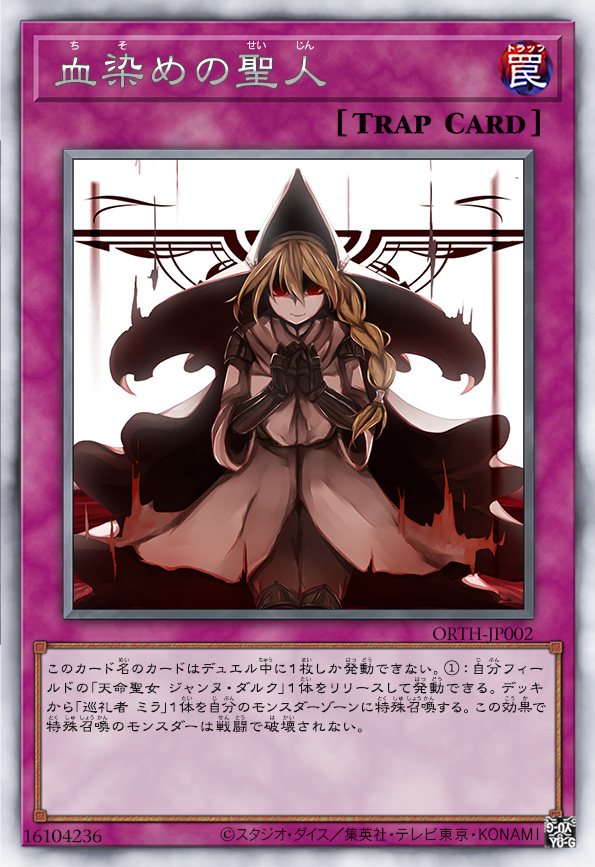 血染めの聖人
罠
トラップ
[TRAP CARD]
ORTH-JP002
このカード名のカードはデュエル中に1枚しか発動できない。①:自分フィー
ルドの「天命聖女 ジャンヌ・ダルク」1体をリリースして発動できる。デッキ
から「巡礼者 ミラ」1体を自分のモンスターゾーンに特殊召喚する。この効果で
特殊召喚のモンスターは戦闘で破壊されない。
16104236
©スタジオ・ダイス/集英社・テレビ東京・KONAMI